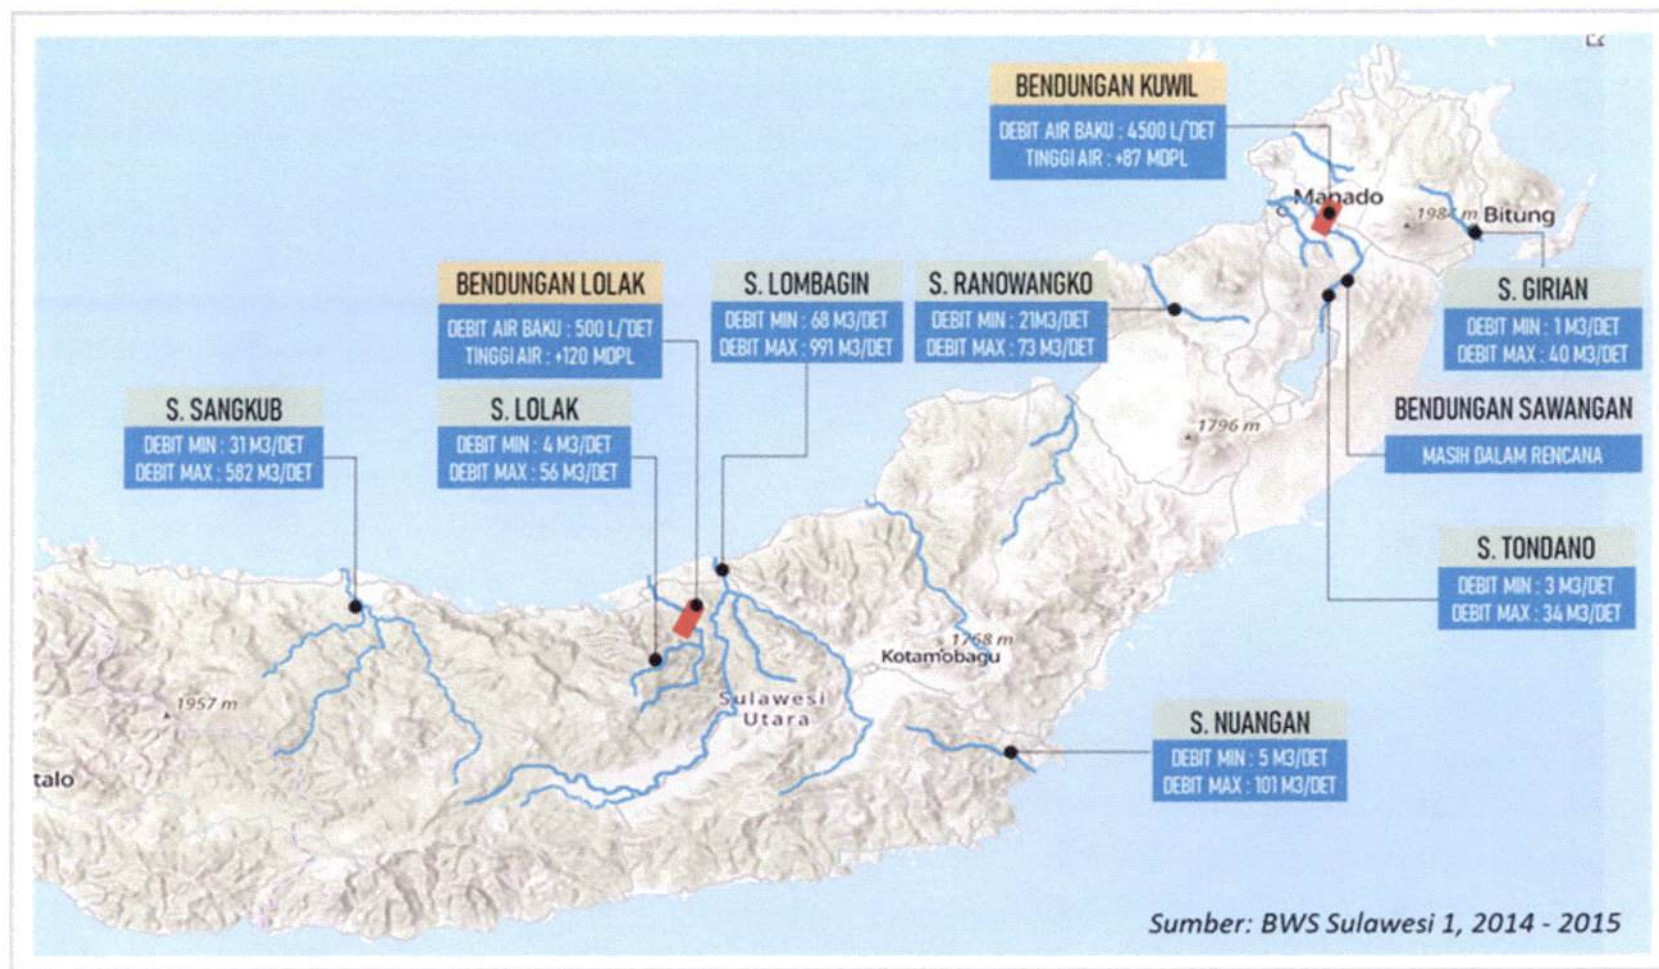 BENDUNGAN KUWIL
DEBIT AIR BAKU : 4500 L/DET
TINGGI AIR : +87 MDPL
Manado
1984 m
Bitung
BENDUNGAN LOLAK
DEBIT AIR BAKU : 500 L/DET
TINGGI AIR : +120 MDPL
S. LOMBAGIN
DEBIT MIN : 68 M3/DET
DEBIT MAX : 991 M3/DET
S. RANOWANGKO
DEBIT MIN : 21M3/DET
DEBIT MAX : 73 M3/DET
S. GIRIAN
DEBIT MIN : 1 M3/DET
DEBIT MAX : 40 M3/DET
S. SANGKUB
DEBIT MIN : 31 M3/DET
DEBIT MAX : 582 M3/DET
S. LOLAK
DEBIT MIN : 4 M3/DET
DEBIT MAX : 56 M3/DET
1796 m
BENDUNGAN SAWANGAN
MASIH DALAM RENCANA
S. TONDANO
DEBIT MIN : 3 M3/DET
DEBIT MAX : 34 M3/DET
1768 m
Kotamobagu
1957 m
Sulawesi
Utara
S. NUANGAN
DEBIT MIN : 5 M3/DET
DEBIT MAX : 101 M3/DET
talo
Sumber: BWS Sulawesi 1, 2014 - 2015